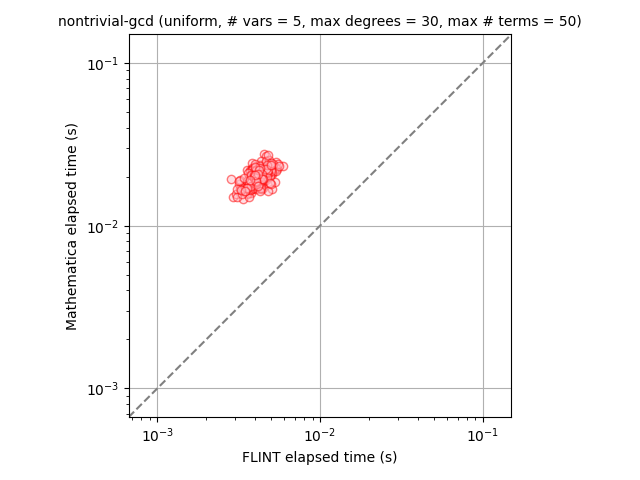 nontrivial-gcd (uniform, # vars = 5, max degrees = 30, max # terms = 50)
Mathematica elapsed time (s)
10⁻¹
10⁻²
10⁻³
10⁻³ 10⁻² 10⁻¹
FLINT elapsed time (s)